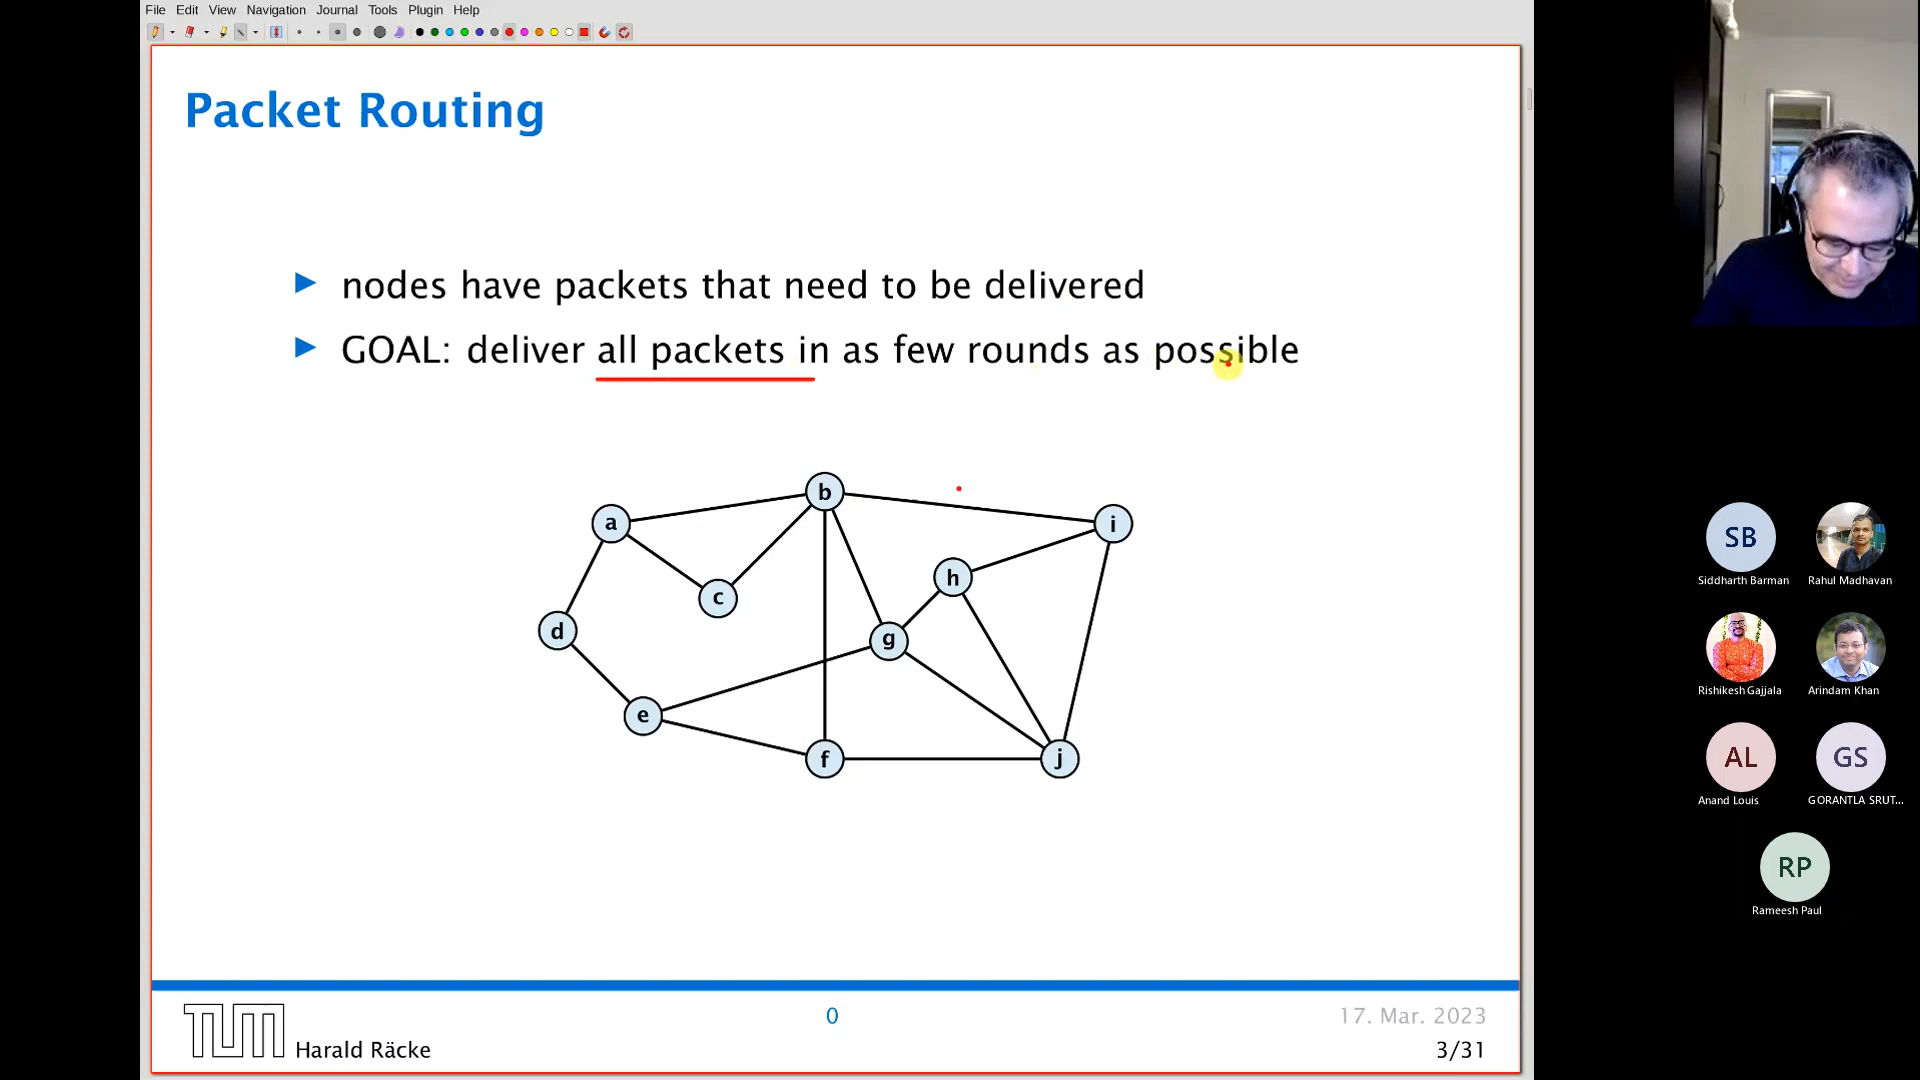 File Edit View Navigation Journal Tools Plugin Help
Packet Routing
nodes have packets that need to be delivered
GOAL: deliver all packets in as few rounds as possible
b
a
i
h
c
d
g
e
f
j
SB
Siddharth Barman
Rahul Madhavan
Rishikesh Gajjala
Arindam Khan
AL
GS
Anand Louis
GORANTLA SRUT...
RP
Rameesh Paul
0
17. Mar. 2023
TUM
Harald Räcke
3/31